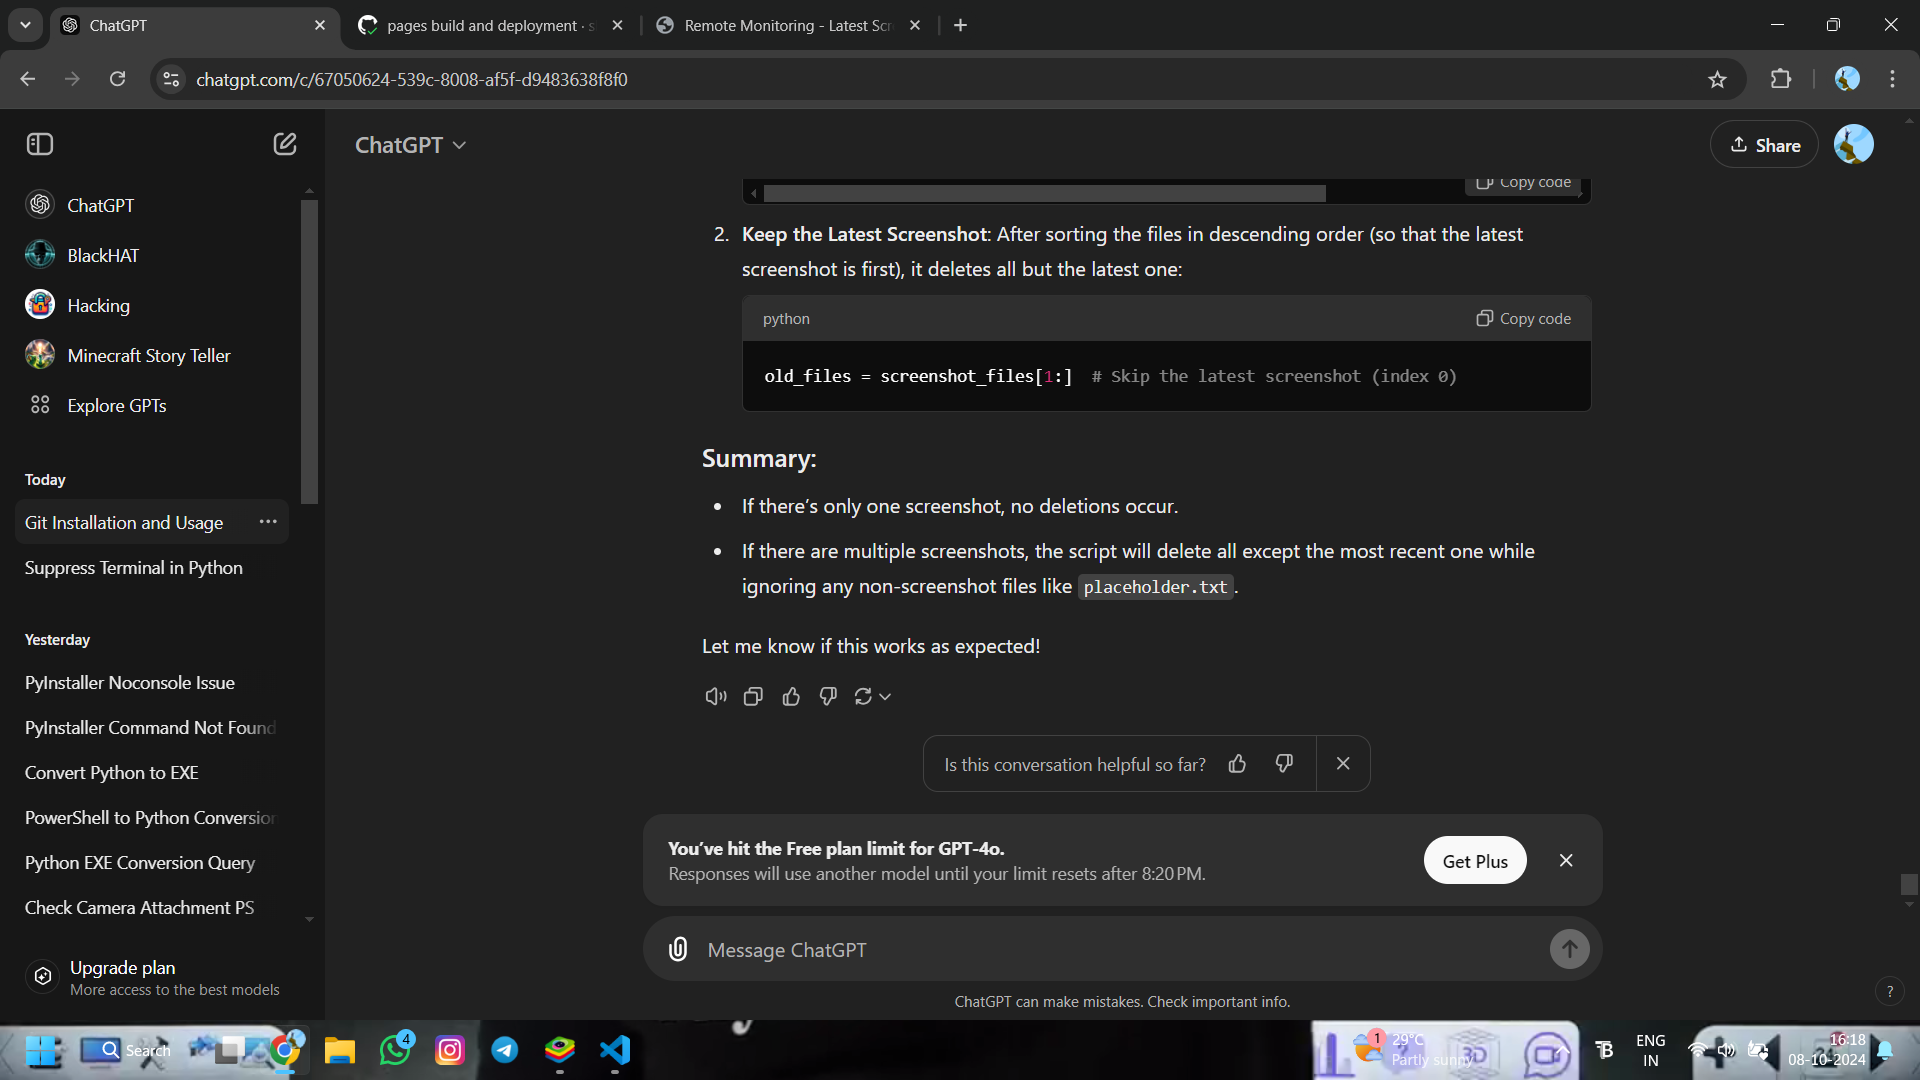 ChatGPT
pages build and deployment · s
Remote Monitoring - Latest Scr
chatgpt.com/c/67050624-539c-8008-af5f-d9483638f8f0
ChatGPT
Share
ChatGPT
BlackHAT
Hacking
Minecraft Story Teller
Explore GPTs
Today
Git Installation and Usage
Suppress Terminal in Python
Yesterday
PyInstaller Noconsole Issue
PyInstaller Command Not Found
Convert Python to EXE
PowerShell to Python Conversion
Python EXE Conversion Query
Check Camera Attachment PS
Upgrade plan
More access to the best models
Copy code
2. Keep the Latest Screenshot: After sorting the files in descending order (so that the latest
screenshot is first), it deletes all but the latest one:
python
Copy code
old_files = screenshot_files[1:]  # Skip the latest screenshot (index 0)
Summary:
• If there’s only one screenshot, no deletions occur.
• If there are multiple screenshots, the script will delete all except the most recent one while
ignoring any non-screenshot files like placeholder.txt.
Let me know if this works as expected!
Is this conversation helpful so far?
You’ve hit the Free plan limit for GPT-4o.
Responses will use another model until your limit resets after 8:20 PM.
Get Plus
Message ChatGPT
ChatGPT can make mistakes. Check important info.
?
Search
4
1
29°C
Partly sunny
ENG
IN
16:18
08-10-2024